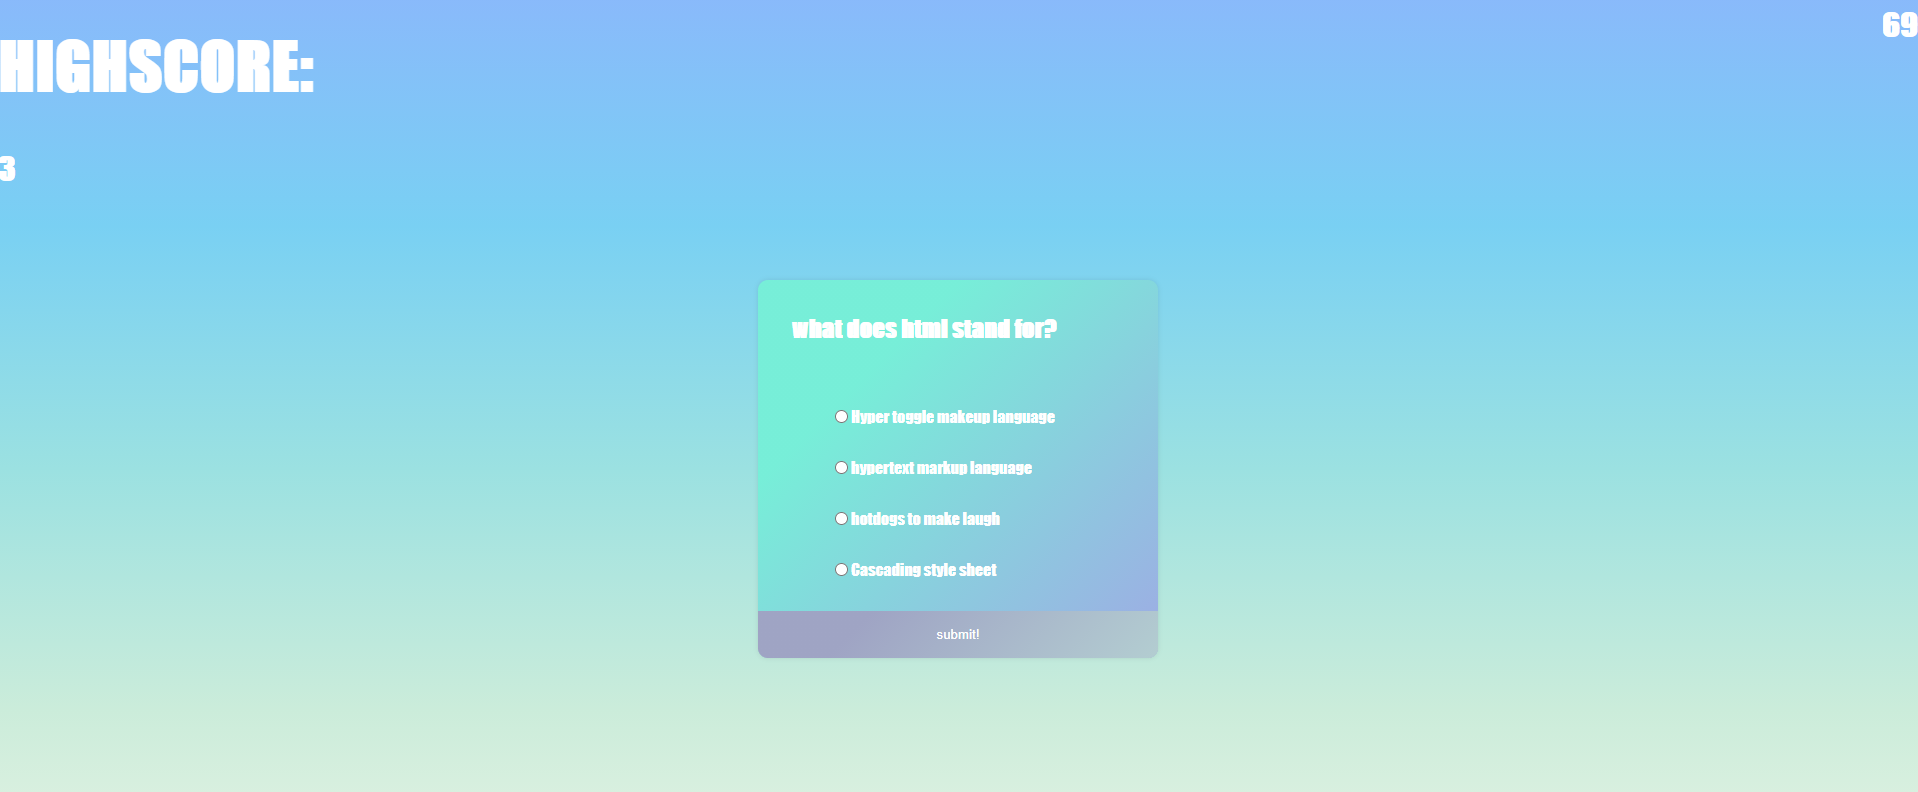 69
HIGHSCORE:
3
what does html stand for?
Hyper toggle makeup language
hypertext markup language
hotdogs to make laugh
Cascading style sheet
submit!